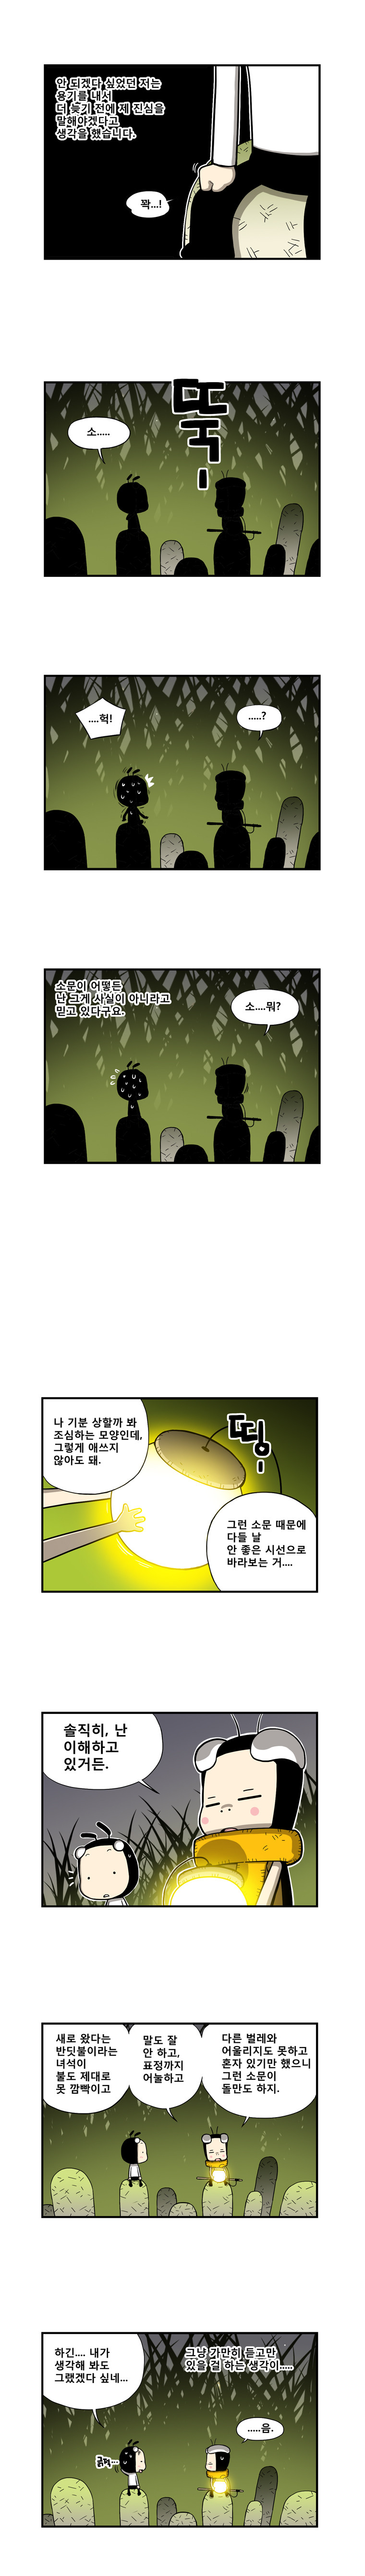 안 되겠다 싶었던 저는
용기를 내서
더 늦기 전에 제 진심을
말해야겠다고
생각을 했습니다.
꽉...!
뚝
소.....
....헉!
.....?
소문이 어떻든
난 그게 사실이 아니라고
믿고 있다구요.
소....뭐?
나 기분 상할까 봐
조심하는 모양인데,
그렇게 애쓰지
않아도 돼.
띵
그런 소문 때문에
다들 날
안 좋은 시선으로
바라보는 거....
솔직히, 난
이해하고
있거든.
새로 왔다는
반딧불이라는
녀석이
불도 제대로
못 깜빡이고
말도 잘
안 하고,
표정까지
어눌하고
다른 벌레와
어울리지도 못하고
혼자 있기만 했으니
그런 소문이
돌만도 하지.
하긴.... 내가
생각해 봐도
그랬겠다 싶네...
그냥 가만히 듣고만
있을 걸 하는 생각이.....
.....음.
긁적...